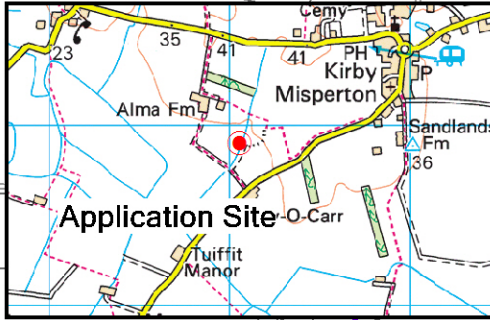 Cemy
35
41
41
23
PH
P
Kirby
Misperton
Alma Fm
Sandlands
Fm
36
Application Site
y-O-Carr
Tuiffit
Manor